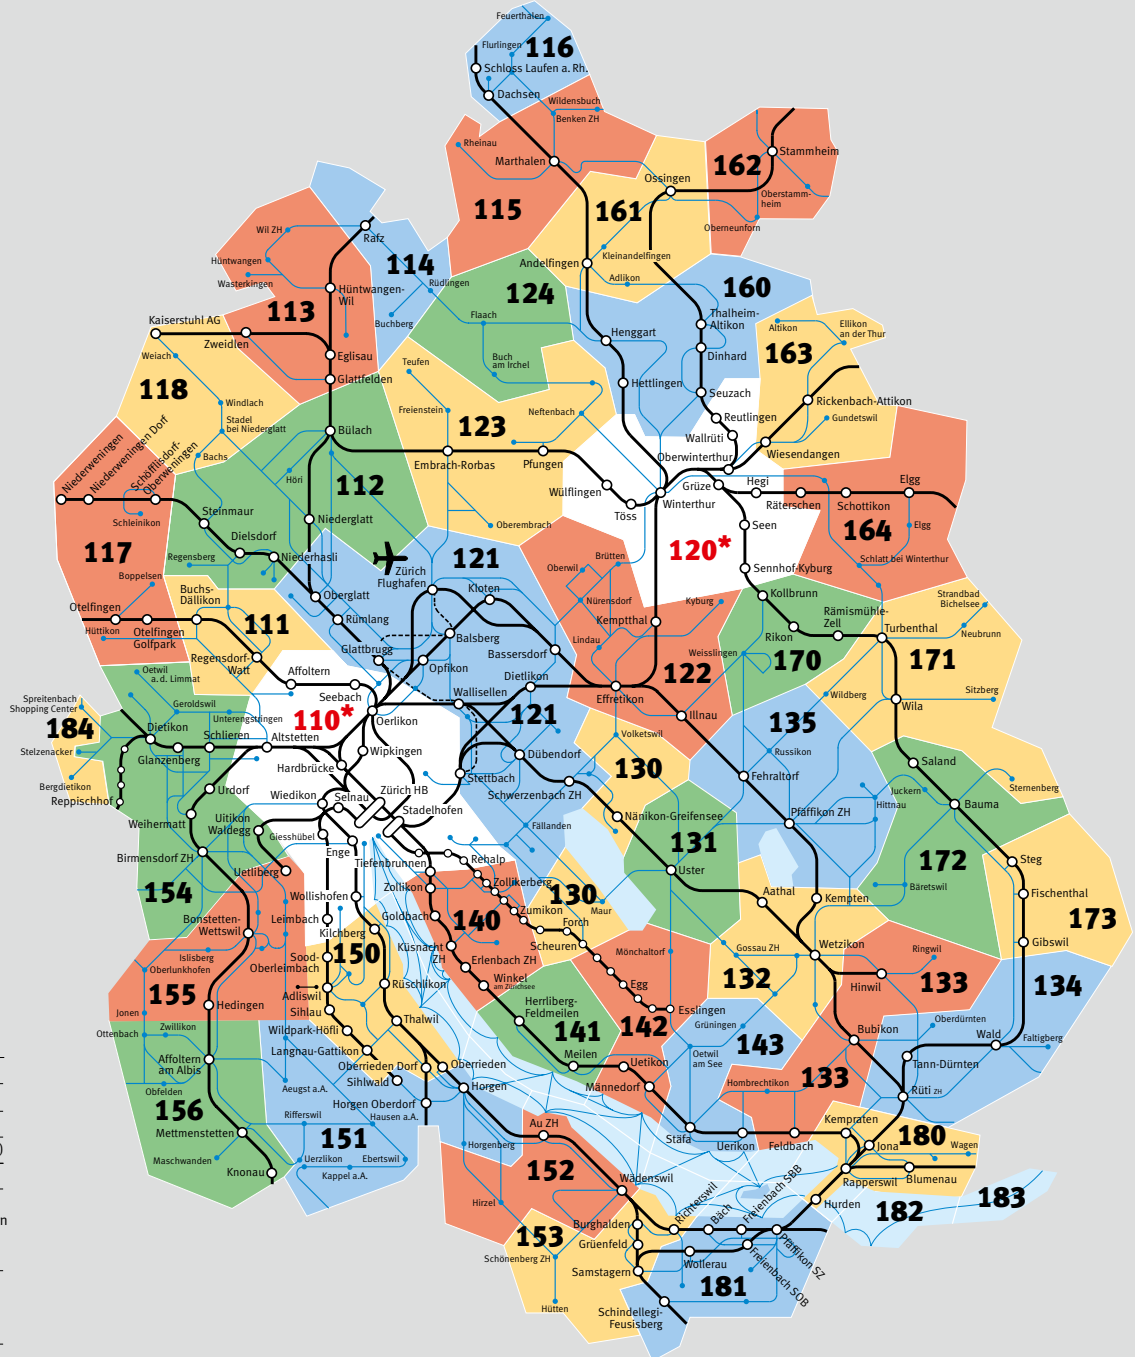 Feuerthalen
Flurlingen
116
Schloss Laufen a. Rh.
Dachsen
Wildensbuch
Benken ZH
Rheinau
Marthalen
162
Stammheim
Oberstamm-
heim
Oberneunforn
Ossingen
115
161
Kleinandelfingen
Andelfingen
Adlikon
Wil ZH
Rafz
Hüntwangen
Wasterkingen
114
Rüdlingen
Hüntwangen-
Wil
113
Buchberg
124
Flaach
Buch
am Irchel
160
Thalheim-
Altikon
Henggart
Dinhard
Altikon
Ellikon
an der Thur
163
Kaiserstuhl AG
Zweidlen
Weiach
Eglisau
Glattfelden
118
Windlach
Stadel
bei Niederglatt
Bachs
Teufen
Freienstein
Neftenbach
Hettlingen
Seuzach
Reutlingen
Wallrüti
Rickenbach-Attikon
Gundetswil
Wiesendangen
Oberwinterthur
123
Embrach-Rorbas
Pfungen
Bülach
Niederweningen
Niederweningen Dorf
Schöfflisdorf-
Oberweningen
Schleinikon
Höri
112
Steinmaur
Niederglatt
Wülflingen
Töss
Winterthur
Grüze
Hegi
Räterschen
Schottikon
Elgg
Elgg
164
Schlatt bei Winterthur
Seen
120*
Sennhof-Kyburg
Oberembrach
117
Dielsdorf
Regensberg
Niederhasli
Boppelsen
Buchs-
Dällikon
Otelfingen
Hüttikon
Otelfingen
Golfpark
111
Regensdorf-
Watt
Oberglatt
Rümlang
Zürich
Flughafen
121
Kloten
Balsberg
Glattbrugg
Opfikon
Bassersdorf
Brütten
Oberwil
Nürensdorf
Kemptthal
Lindau
Kyburg
Kollbrunn
Rikon
Rämismühle-
Zell
Turbenthal
Strandbad
Bichelsee
Neubrunn
Weisslingen
170
171
Sitzberg
Wila
122
Effretikon
Illnau
Wildberg
135
Russikon
Oetwil
a. d. Limmat
Affoltern
Seebach
Wallisellen
Dietlikon
121
Spreitenbach
Shopping Center
184
Geroldswil
Unterengstringen
110*
Oerlikon
Dietikon
Schlieren
Altstetten
Stelzenacker
Glanzenberg
Bergdietikon
Reppischhof
Hardbrücke
Wipkingen
Dübendorf
Stettbach
Schwerzenbach ZH
Volketswil
130
Fehraltorf
Saland
Sternenberg
Juckern
Hittnau
Bauma
Pfäffikon ZH
Urdorf
Wiedikon
Selnau
Zürich HB
Stadelhofen
Nänikon-Greifensee
Weihermatt
Uitikon
Waldegg
Giesshübel
Fällanden
131
Uster
Birmensdorf ZH
Uetliberg
Enge
Tiefenbrunnen
Rehalp
Zollikerberg
130
Maur
172
Bäretswil
Steg
Fischenthal
173
Gibswil
154
Wollishofen
Leimbach
Zollikon
Goldbach
140
Zumikon
Forch
Scheuren
Aathal
Kempten
Bonstetten-
Wettswil
Kilchberg
150
Küsnacht
ZH
Erlenbach ZH
Winkel
am Zürichsee
Mönchaltorf
Gossau ZH
Wetzikon
Ringwil
132
Hinwil
133
134
Islisberg
Oberlunkhofen
Sood-
Oberleimbach
Rüschlikon
Egg
Esslingen
155
Hedingen
Jonen
Adliswil
Sihlau
Thalwil
Herrliberg-
Feldmeilen
141
142
Grüningen
143
Bubikon
Oberdürnten
Wald
Faltigberg
Ottenbach
Zwillikon
Wildpark-Höfli
Langnau-Gattikon
Oberrieden Dorf
Oberrieden
Meilen
Uetikon
Oetwil
am See
Tann-Dürnten
Affoltern
am Albis
Obfelden
Aeugst a.A.
Sihlwald
Horgen
Männedorf
Hombrechtikon
133
Rüti ZH
156
Rifferswil
Horgen Oberdorf
Hausen a.A.
Au ZH
Stäfa
Uerikon
Feldbach
Kempraten
180
Mettmenstetten
151
Horgenberg
Jona
Wagen
Maschwanden
Uerzlikon
Ebertswil
Kappel a.A.
Knonau
152
Wädenswil
Rapperswil
Blumenau
Hirzel
Richterswil
Bäch
Freienbach SBB
Hurden
182
183
153
Burghalden
Grüenfeld
Schönenberg ZH
Samstagern
Wollerau
Freienbach SOB
Pfäffikon SZ
181
Hütten
Schindellegi-
Feusisberg
)
n